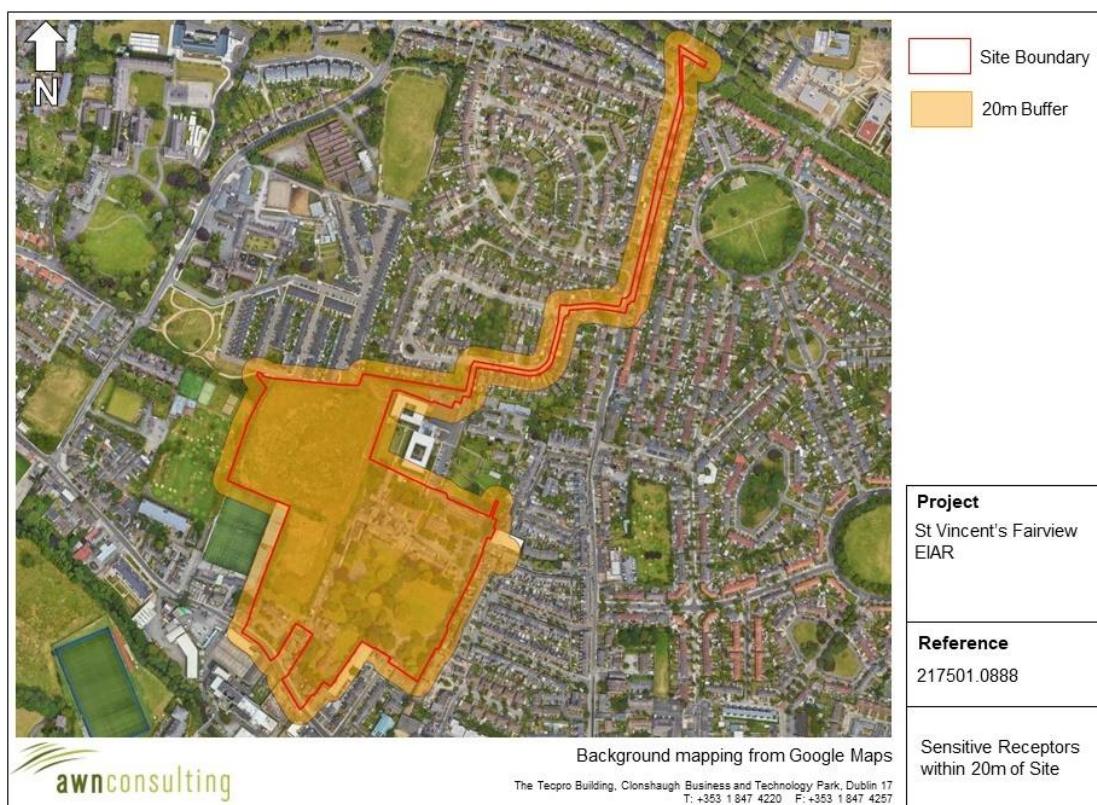 N
Site Boundary
20m Buffer
Project
St Vincent's Fairview
EIAR
Reference
217501.0888
Sensitive Receptors
within 20m of Site
Background mapping from Google Maps
awnconsulting
The Tecpro Building, Clonshaugh Business and Technology Park, Dublin 17
T: +353 1 847 4220 F: +353 1 847 4257